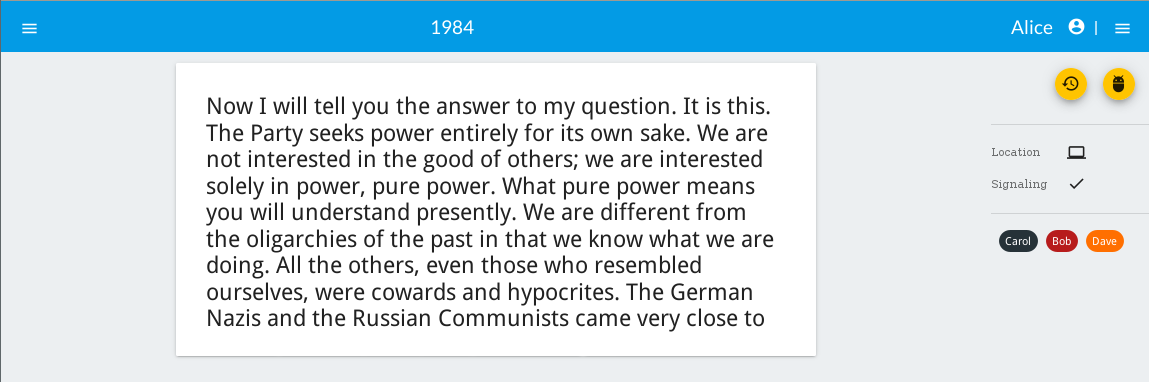 1984
Alice |
Now I will tell you the answer to my question. It is this.
The Party seeks power entirely for its own sake. We are
not interested in the good of others; we are interested
solely in power, pure power. What pure power means
you will understand presently. We are different from
the oligarchies of the past in that we know what we are
doing. All the others, even those who resembled
ourselves, were cowards and hypocrites. The German
Nazis and the Russian Communists came very close to
Location
Signaling
Carol Bob Dave